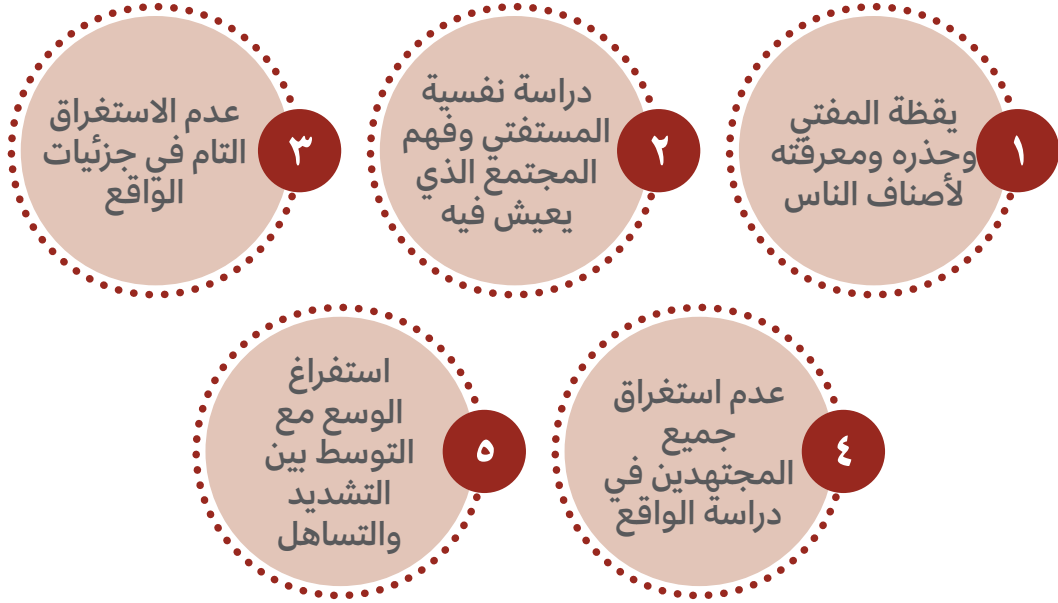 ١
يقظة المفتي
وحذره ومعرفته
لأصناف الناس
٢
دراسة نفسية
المستفتي وفهم
المجتمع الذي
يعيش فيه
٣
عدم الاستغراق
التام في جزئيات
الواقع
٤
عدم استغراق
جميع
المجتهدين في
دراسة الواقع
٥
استفراغ
الوسع مع
التوسط بين
التشديد
والتساهل